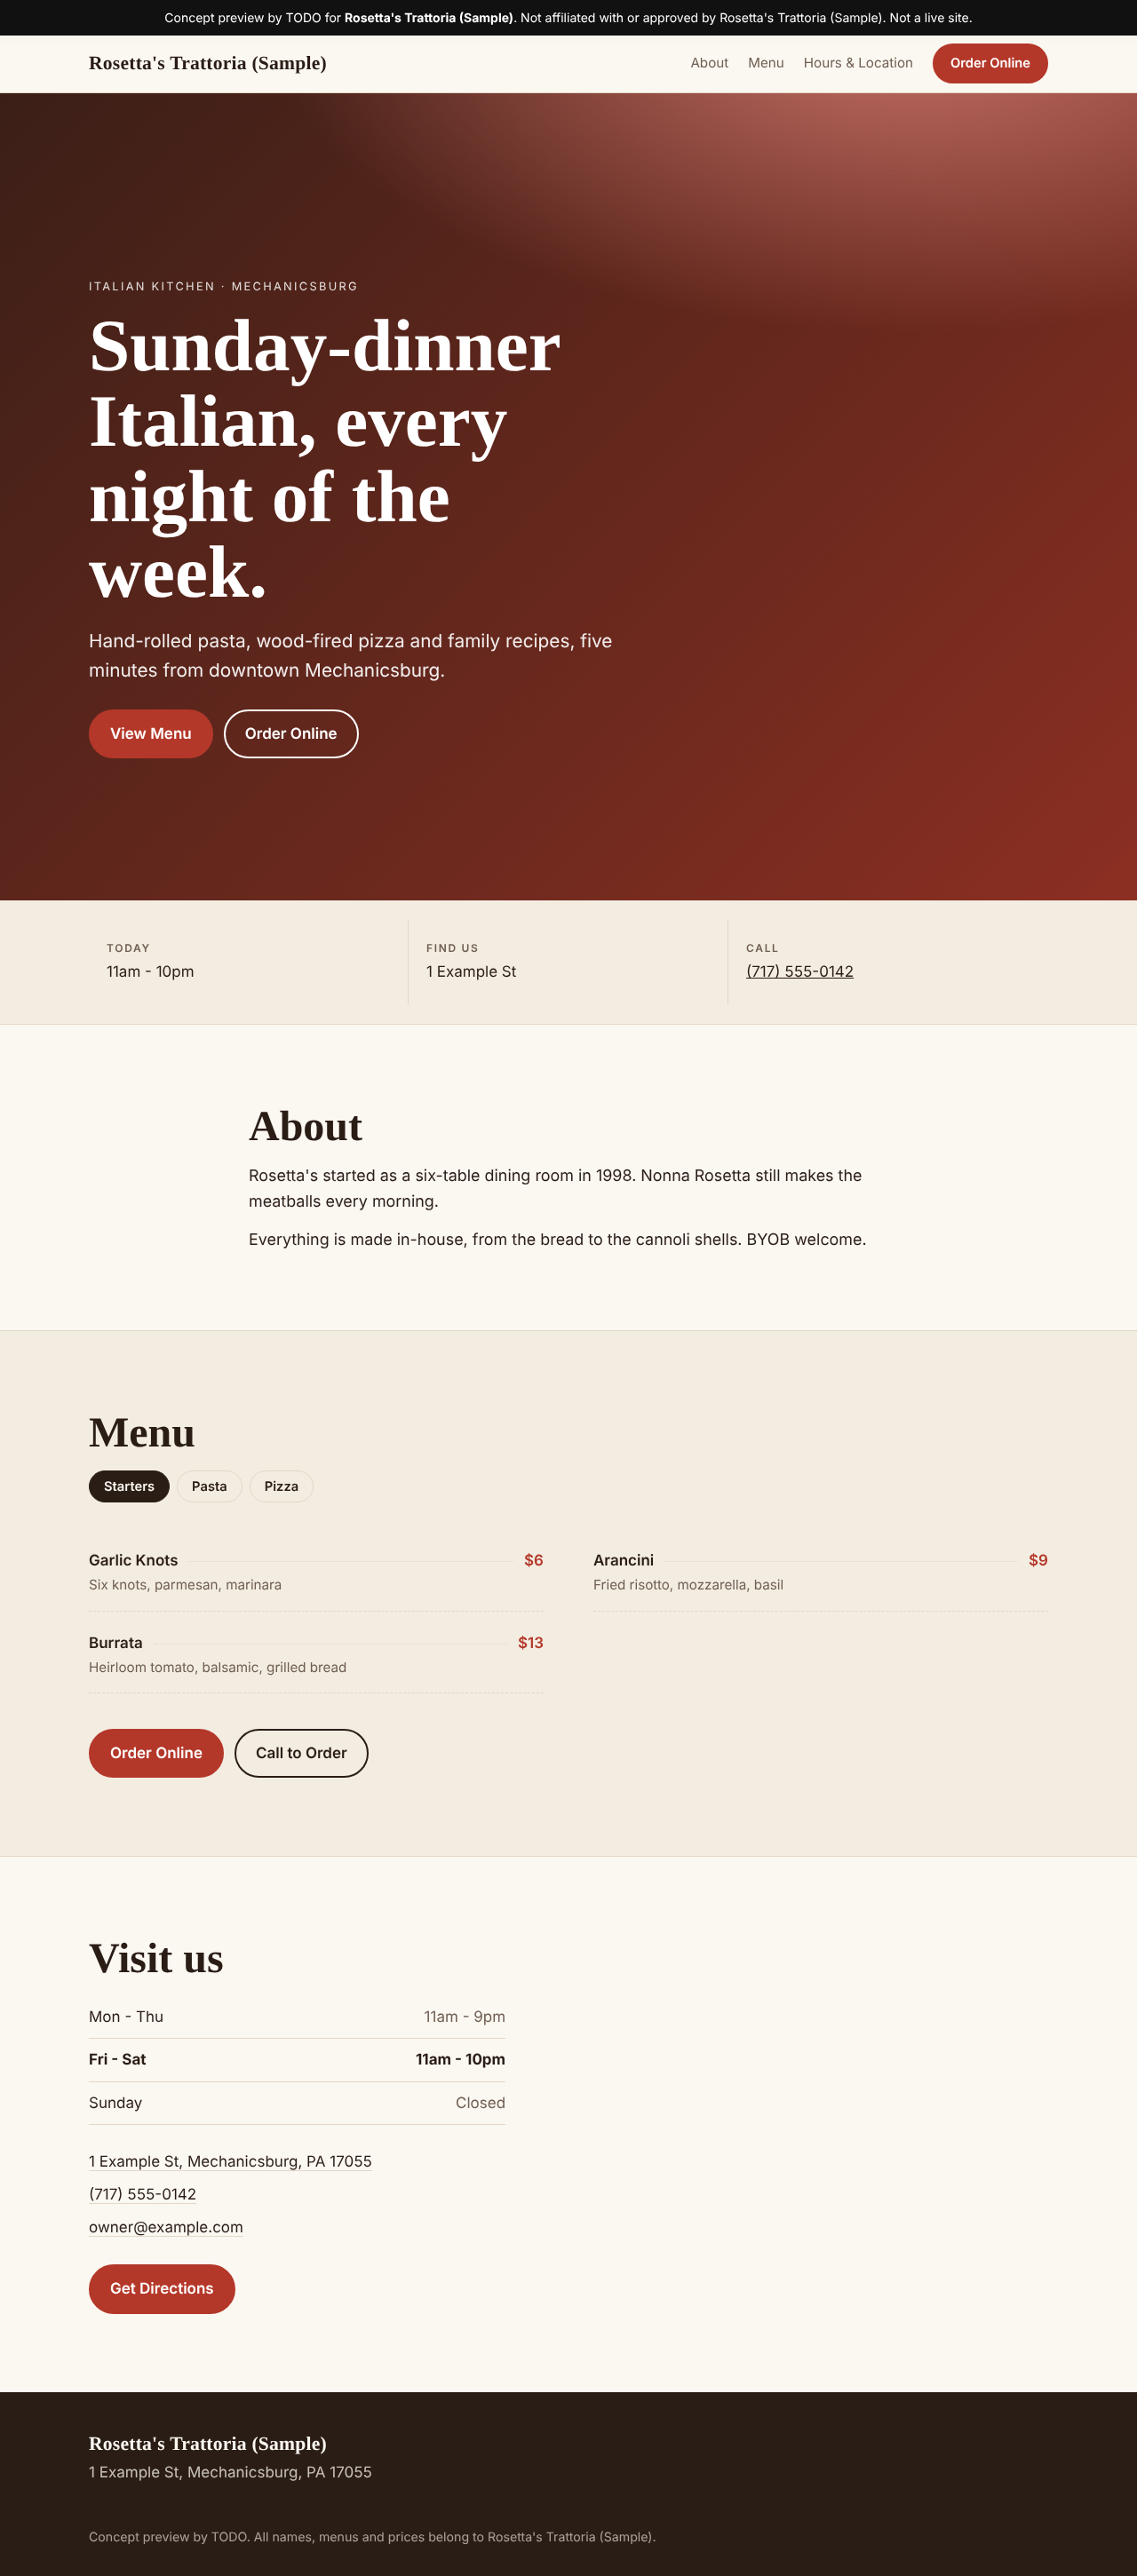 Concept preview by TODO for Rosetta's Trattoria (Sample). Not affiliated with or approved by Rosetta's Trattoria (Sample). Not a live site.
Rosetta's Trattoria (Sample)
About
Menu
Hours & Location
Order Online
ITALIAN KITCHEN · MECHANICSBURG
Sunday-dinner
Italian, every
night of the
week.
Hand-rolled pasta, wood-fired pizza and family recipes, five
minutes from downtown Mechanicsburg.
View Menu
Order Online
TODAY
11am - 10pm
FIND US
1 Example St
CALL
(717) 555-0142
About
Rosetta's started as a six-table dining room in 1998. Nonna Rosetta still makes the
meatballs every morning.
Everything is made in-house, from the bread to the cannoli shells. BYOB welcome.
Menu
Starters
Pasta
Pizza
Garlic Knots $6
Six knots, parmesan, marinara
Arancini $9
Fried risotto, mozzarella, basil
Burrata $13
Heirloom tomato, balsamic, grilled bread
Order Online
Call to Order
Visit us
Mon - Thu 11am - 9pm
Fri - Sat 11am - 10pm
Sunday Closed
1 Example St, Mechanicsburg, PA 17055
(717) 555-0142
owner@example.com
Get Directions
Rosetta's Trattoria (Sample)
1 Example St, Mechanicsburg, PA 17055
Concept preview by TODO. All names, menus and prices belong to Rosetta's Trattoria (Sample).